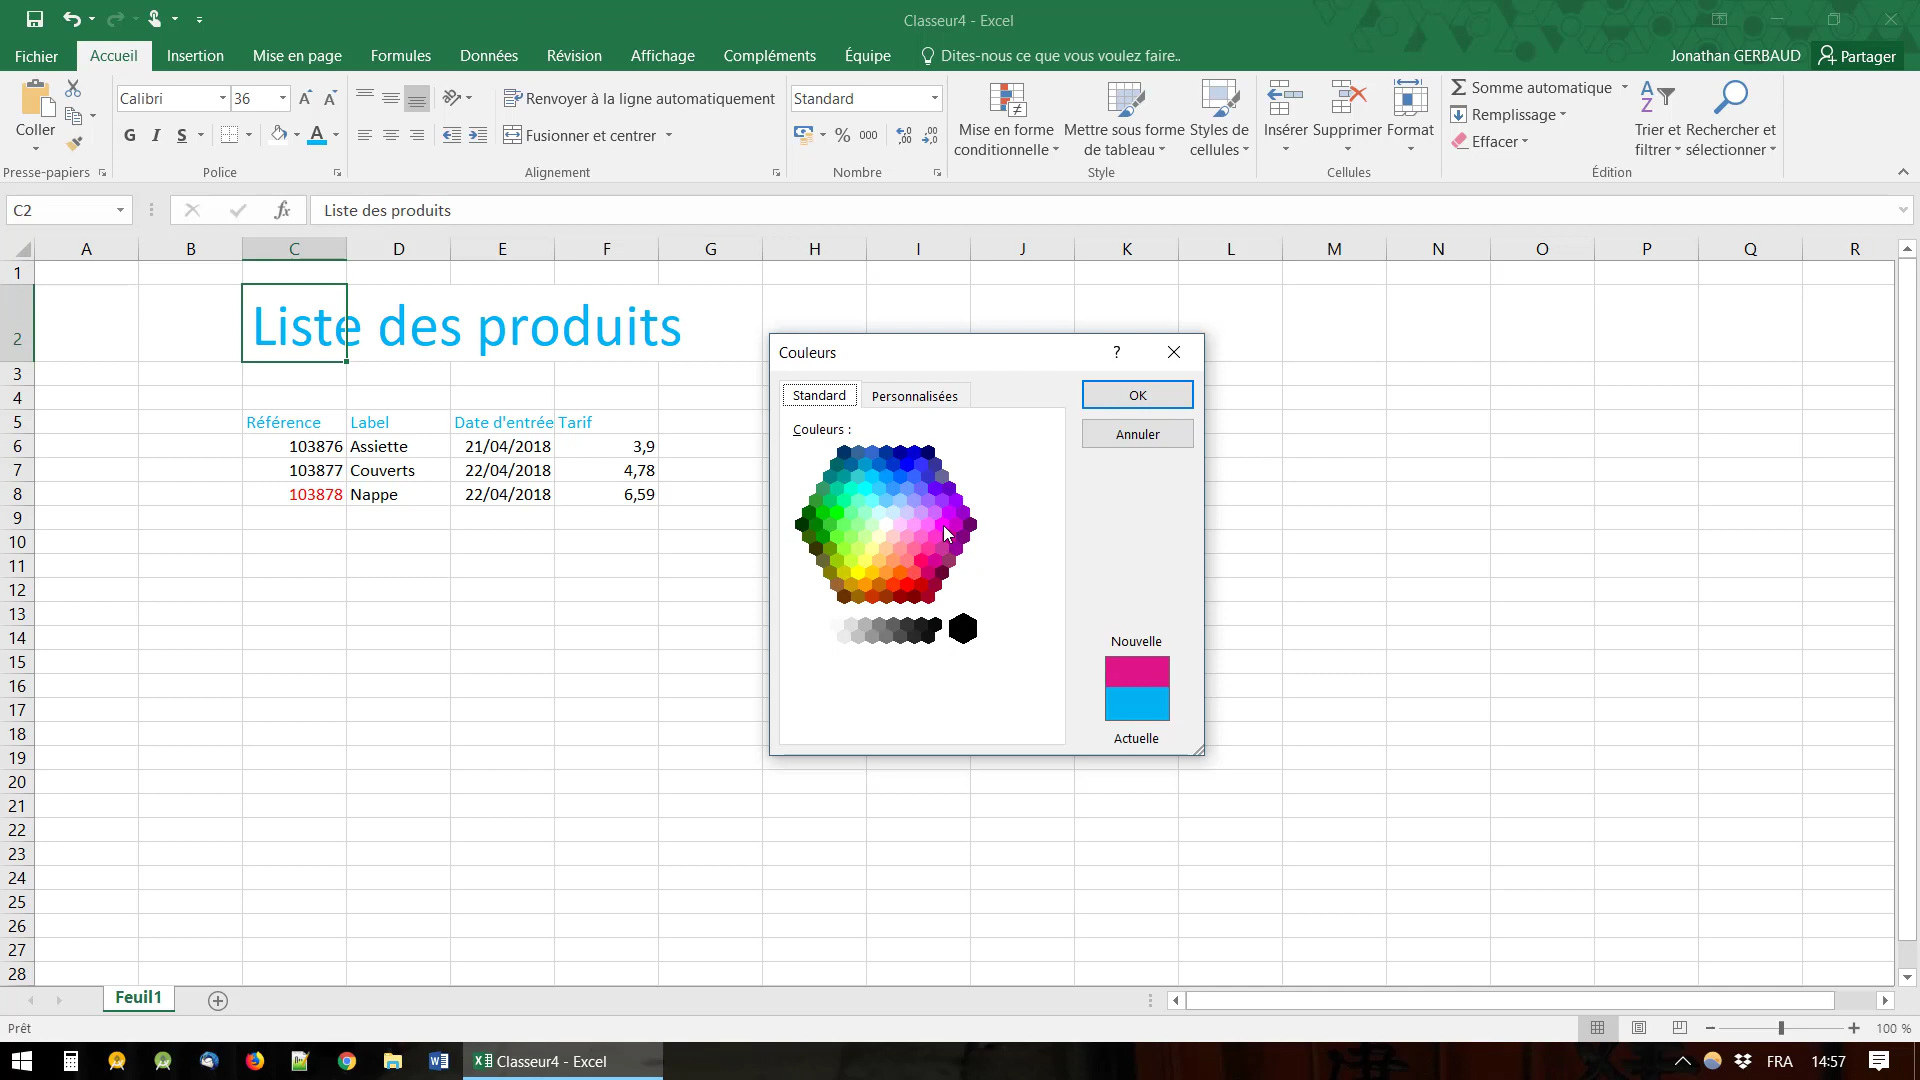 Classeur4 - Excel
Fichier Accueil Insertion Mise en page Formules Données Révision Affichage Compléments Équipe Dites-nous ce que vous voulez faire.. Jonathan GERBAUD Partager
Coller
Calibri 36 A A
G I S A
Renvoyer à la ligne automatiquement
Fusionner et centrer
Standard
% 000 ,00 ,00
Mise en forme conditionnelle
Mettre sous forme de tableau
Styles de cellules
Insérer Supprimer Format
Somme automatique
Remplissage
Effacer
Trier et filtrer
Rechercher et sélectionner
Presse-papiers Police Alignement Nombre Style Cellules Édition
C2 fx Liste des produits
A B C D E F G H I J K L M N O P Q R
1
2 Liste des produits
3
4
5 Référence Label Date d'entrée Tarif
6 103876 Assiette 21/04/2018 3,9
7 103877 Couverts 22/04/2018 4,78
8 103878 Nappe 22/04/2018 6,59
9
10
11
12
13
14
15
16
17
18
19
20
21
22
23
24
25
26
27
28
Couleurs ?
Standard Personnalisées OK
Annuler
Couleurs :
Nouvelle
Actuelle
Feuil1
Prêt 100 %
Classeur4 - Excel FRA 14:57